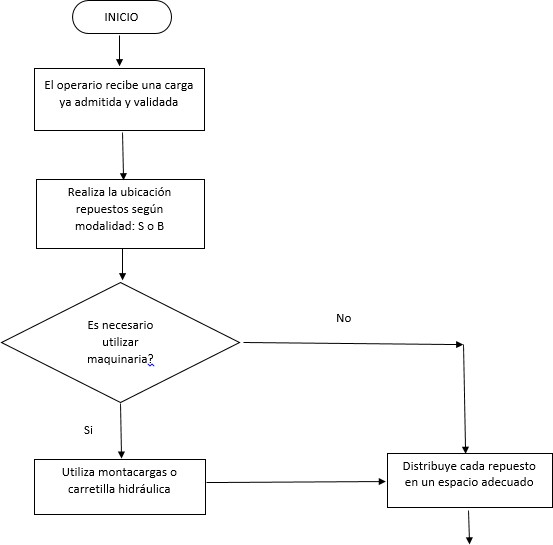 INICIO
El operario recibe una carga
ya admitida y validada
Realiza la ubicación
repuestos según
modalidad: S o B
Es necesario
utilizar
maquinaria?
No
Si
Utiliza montacargas o
carretilla hidráulica
Distribuye cada repuesto
en un espacio adecuado